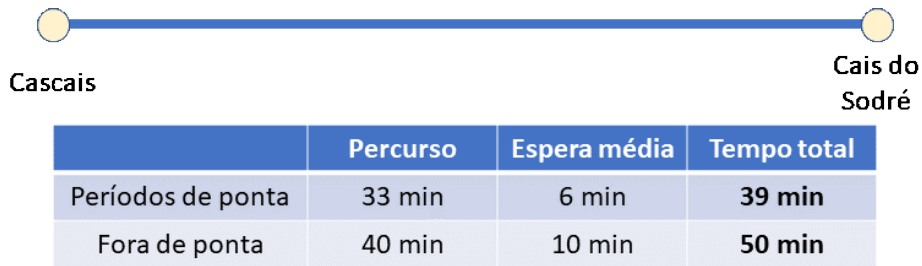 Cascais
Cais do
Sodré
Percurso Espera média Tempo total
Períodos de ponta 33 min 6 min 39 min
Fora de ponta 40 min 10 min 50 min